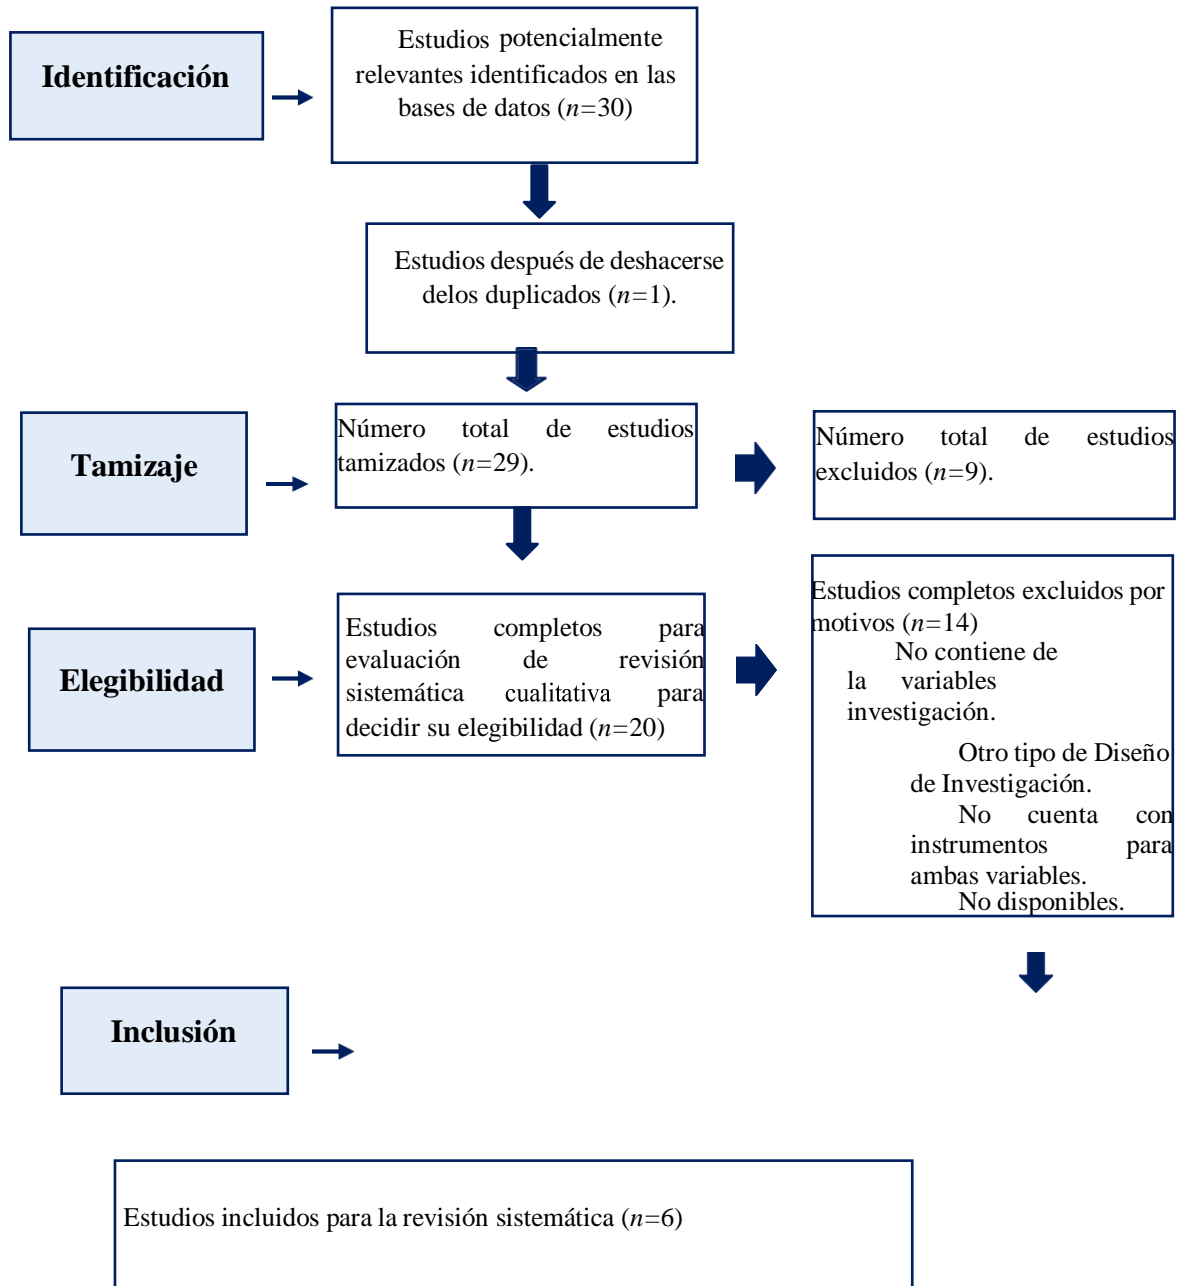 Identificación
Estudios potencialmente
relevantes identificados en las
bases de datos (n=30)
Estudios después de deshacerse
delos duplicados (n=1).
Tamizaje
Número total de estudios
tamizados (n=29).
Número total de estudios
excluidos (n=9).
Elegibilidad
Estudios completos para
evaluación de revisión
sistemática cualitativa para
decidir su elegibilidad (n=20)
Estudios completos excluidos por
motivos (n=14)
No contiene de
la variables
investigación.
Otro tipo de Diseño
de Investigación.
No cuenta con
instrumentos para
ambas variables.
No disponibles.
Inclusión
Estudios incluidos para la revisión sistemática (n=6)